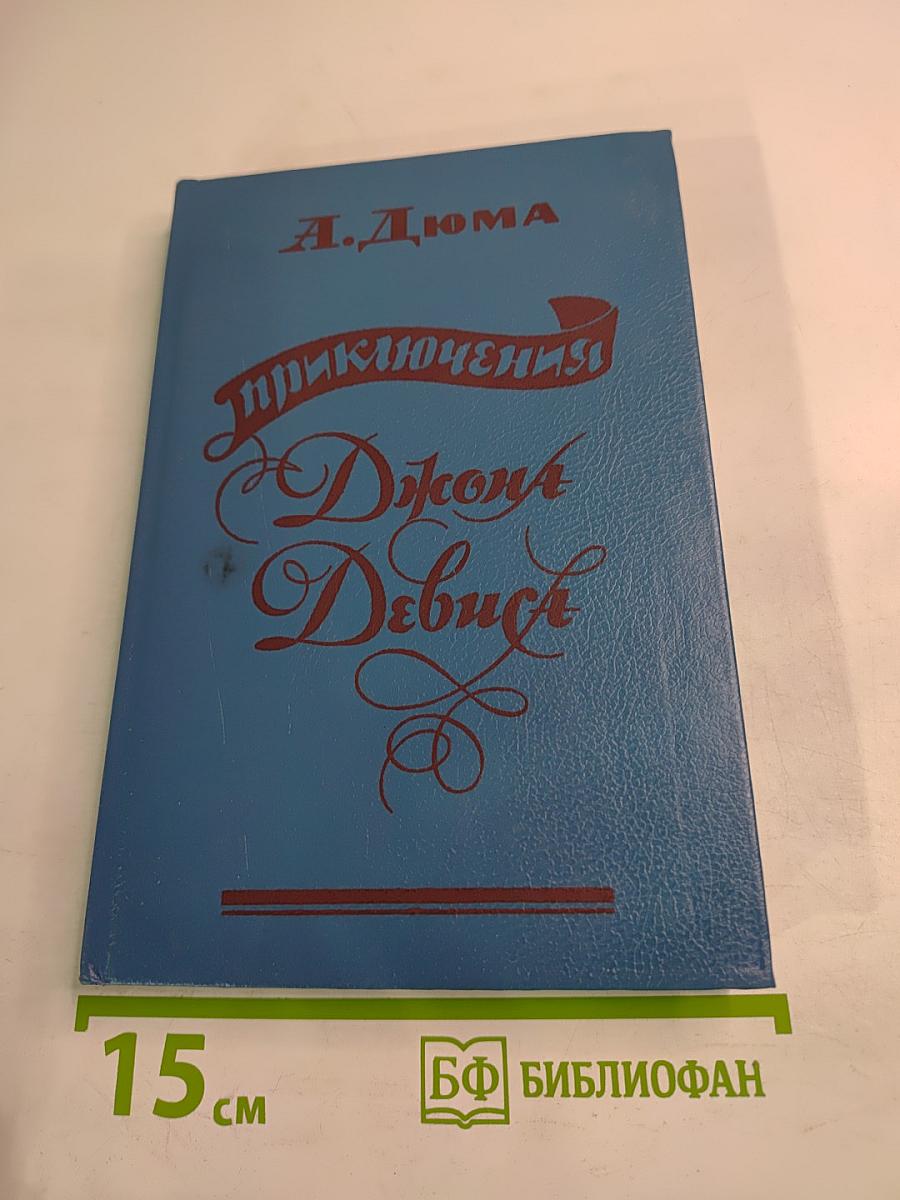 А. Дюма
приключения
Джона
Девиса
15 см
БФ БИБЛИОФАН